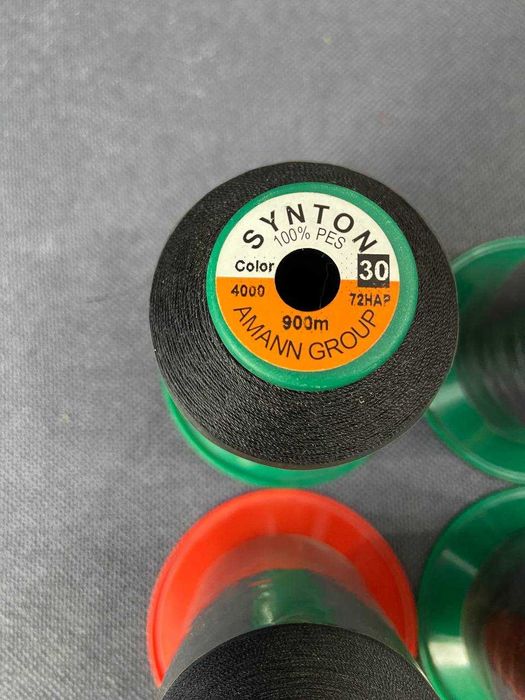 SYNTON
100% PES
Color 30
4000 72HAP
900m
AMANN GROUP